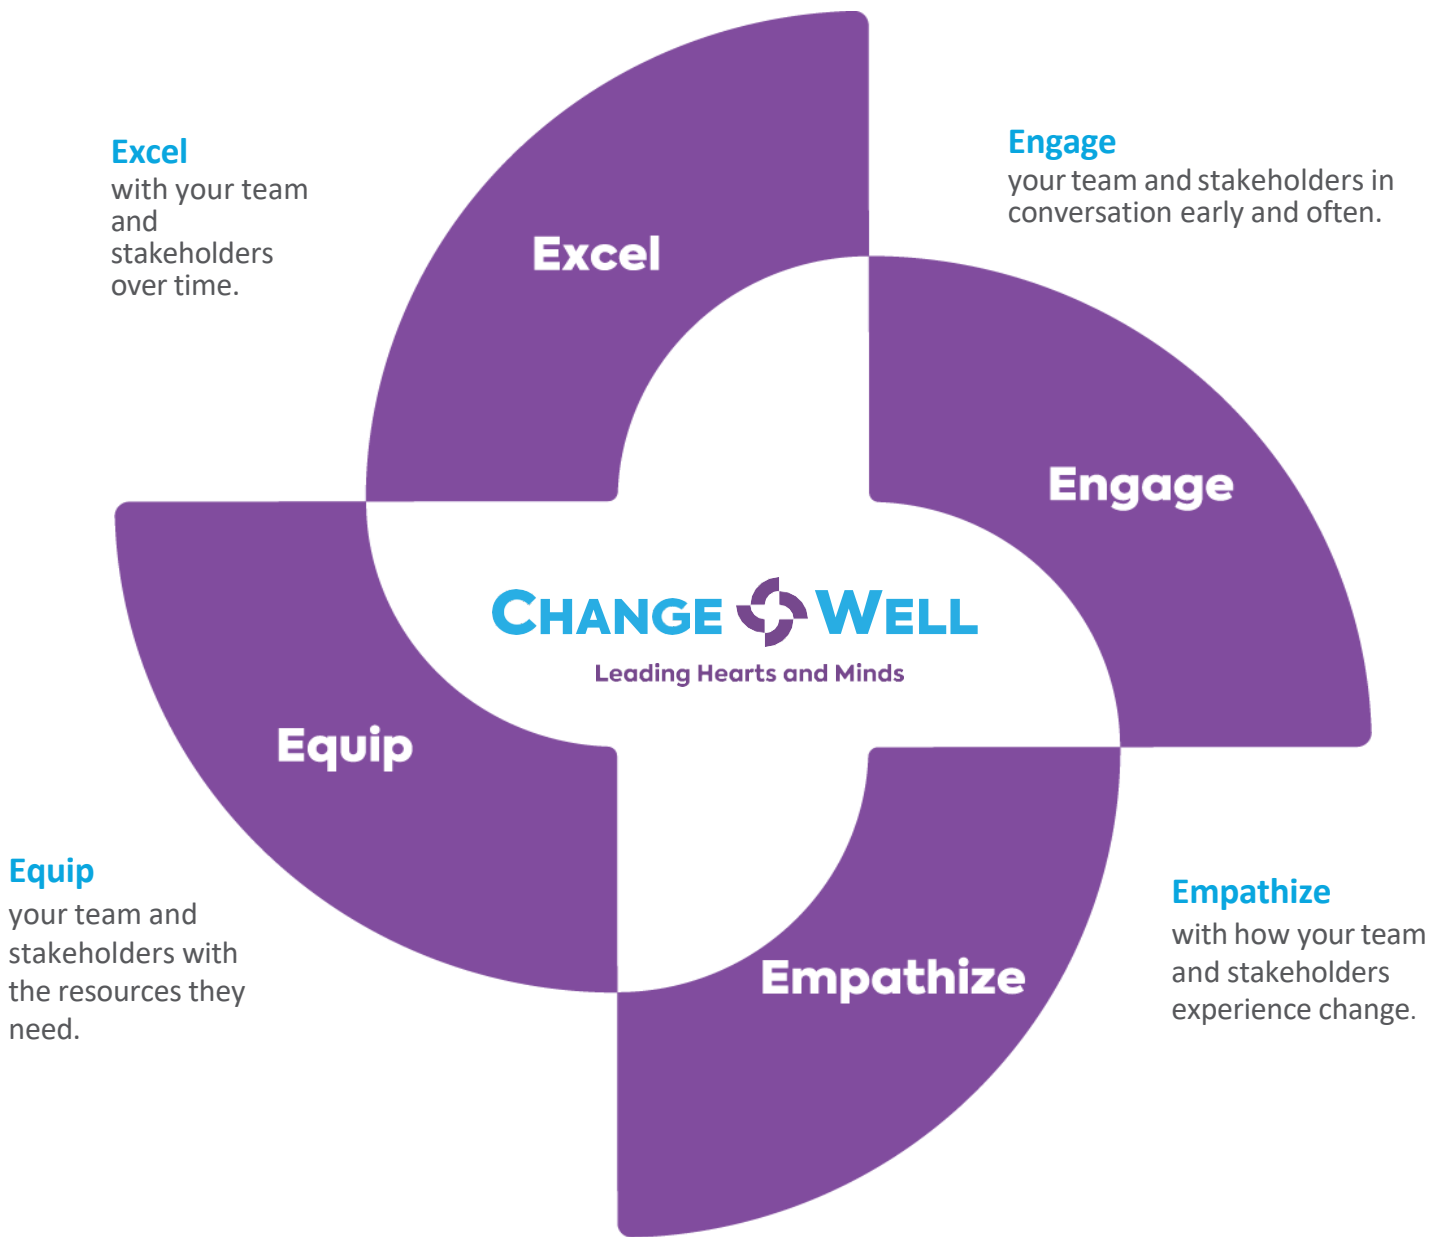 Excel
with your team
and
stakeholders
over time.
Engage
your team and stakeholders in
conversation early and often.
Excel
Engage
CHANGE WELL
Leading Hearts and Minds
Equip
Empathize
Equip
your team and
stakeholders with
the resources they
need.
Empathize
with how your team
and stakeholders
experience change.